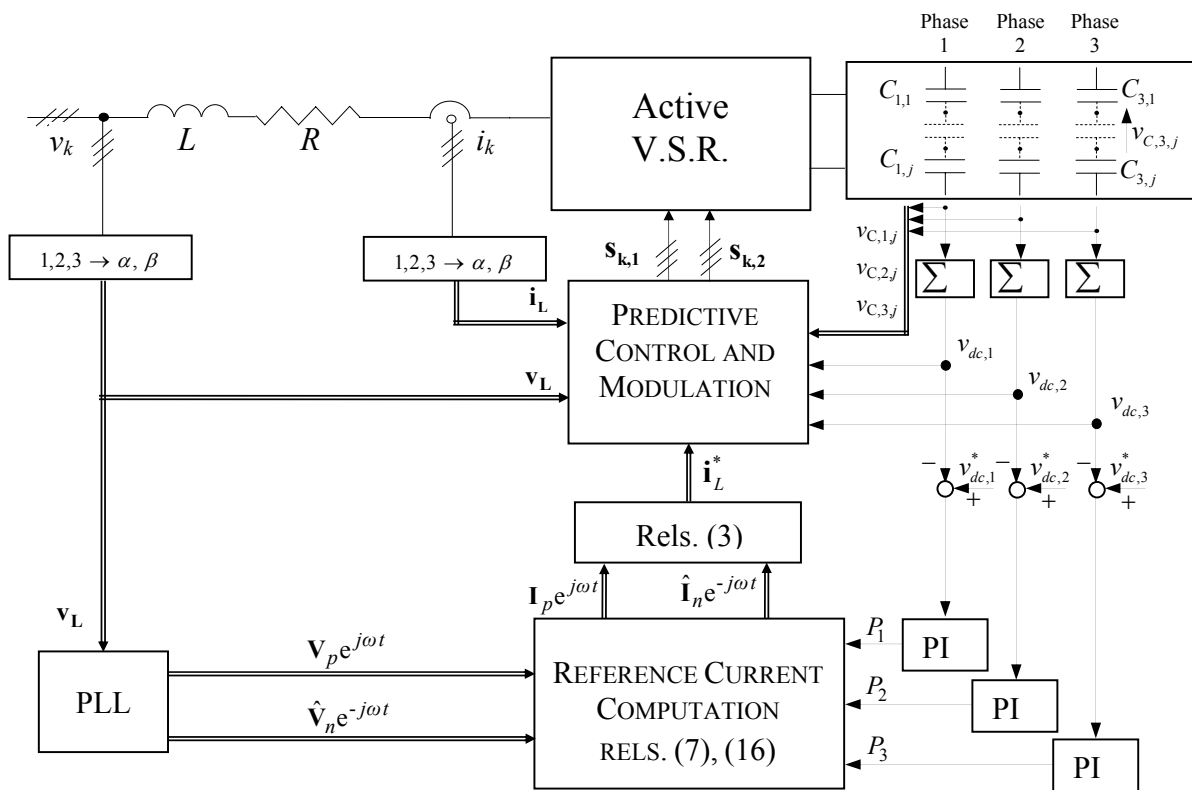 Phase 1
Phase 2
Phase 3
v_k
L
R
i_k
Active
V.S.R.
C_{1,1}
C_{3,1}
v_{C,3,j}
C_{1,j}
C_{3,j}
1,2,3 → α, β
1,2,3 → α, β
s_{k,1}
s_{k,2}
v_{C,1,j}
v_{C,2,j}
v_{C,3,j}
Σ
Σ
Σ
i_L
PREDICTIVE
CONTROL AND
MODULATION
v_L
v_{dc,1}
v_{dc,2}
v_{dc,3}
− v^*_{dc,1} +
− v^*_{dc,2} +
− v^*_{dc,3} +
i^*_L
Rels. (3)
I_p e^{jωt}
Î_n e^{-jωt}
v_L
PLL
V_p e^{jωt}
V̂_n e^{-jωt}
REFERENCE CURRENT
COMPUTATION
RELS. (7), (16)
P_1
PI
P_2
PI
P_3
PI